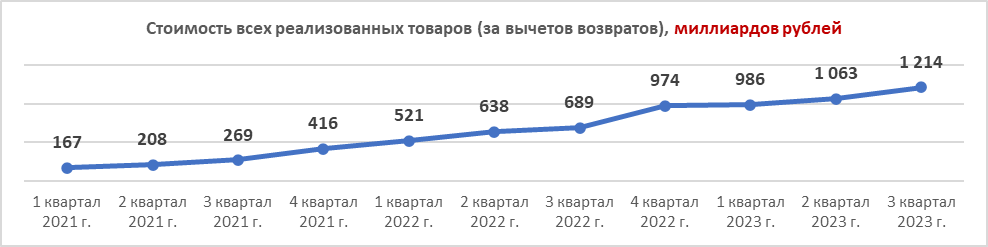 Стоимость всех реализованных товаров (за вычетов возвратов), миллиардов рублей
167 208 269 416 521 638 689 974 986 1 063 1 214
1 квартал 2 квартал 3 квартал 4 квартал 1 квартал 2 квартал 3 квартал 4 квартал 1 квартал 2 квартал 3 квартал
2021 г. 2021 г. 2021 г. 2021 г. 2022 г. 2022 г. 2022 г. 2022 г. 2023 г. 2023 г. 2023 г.